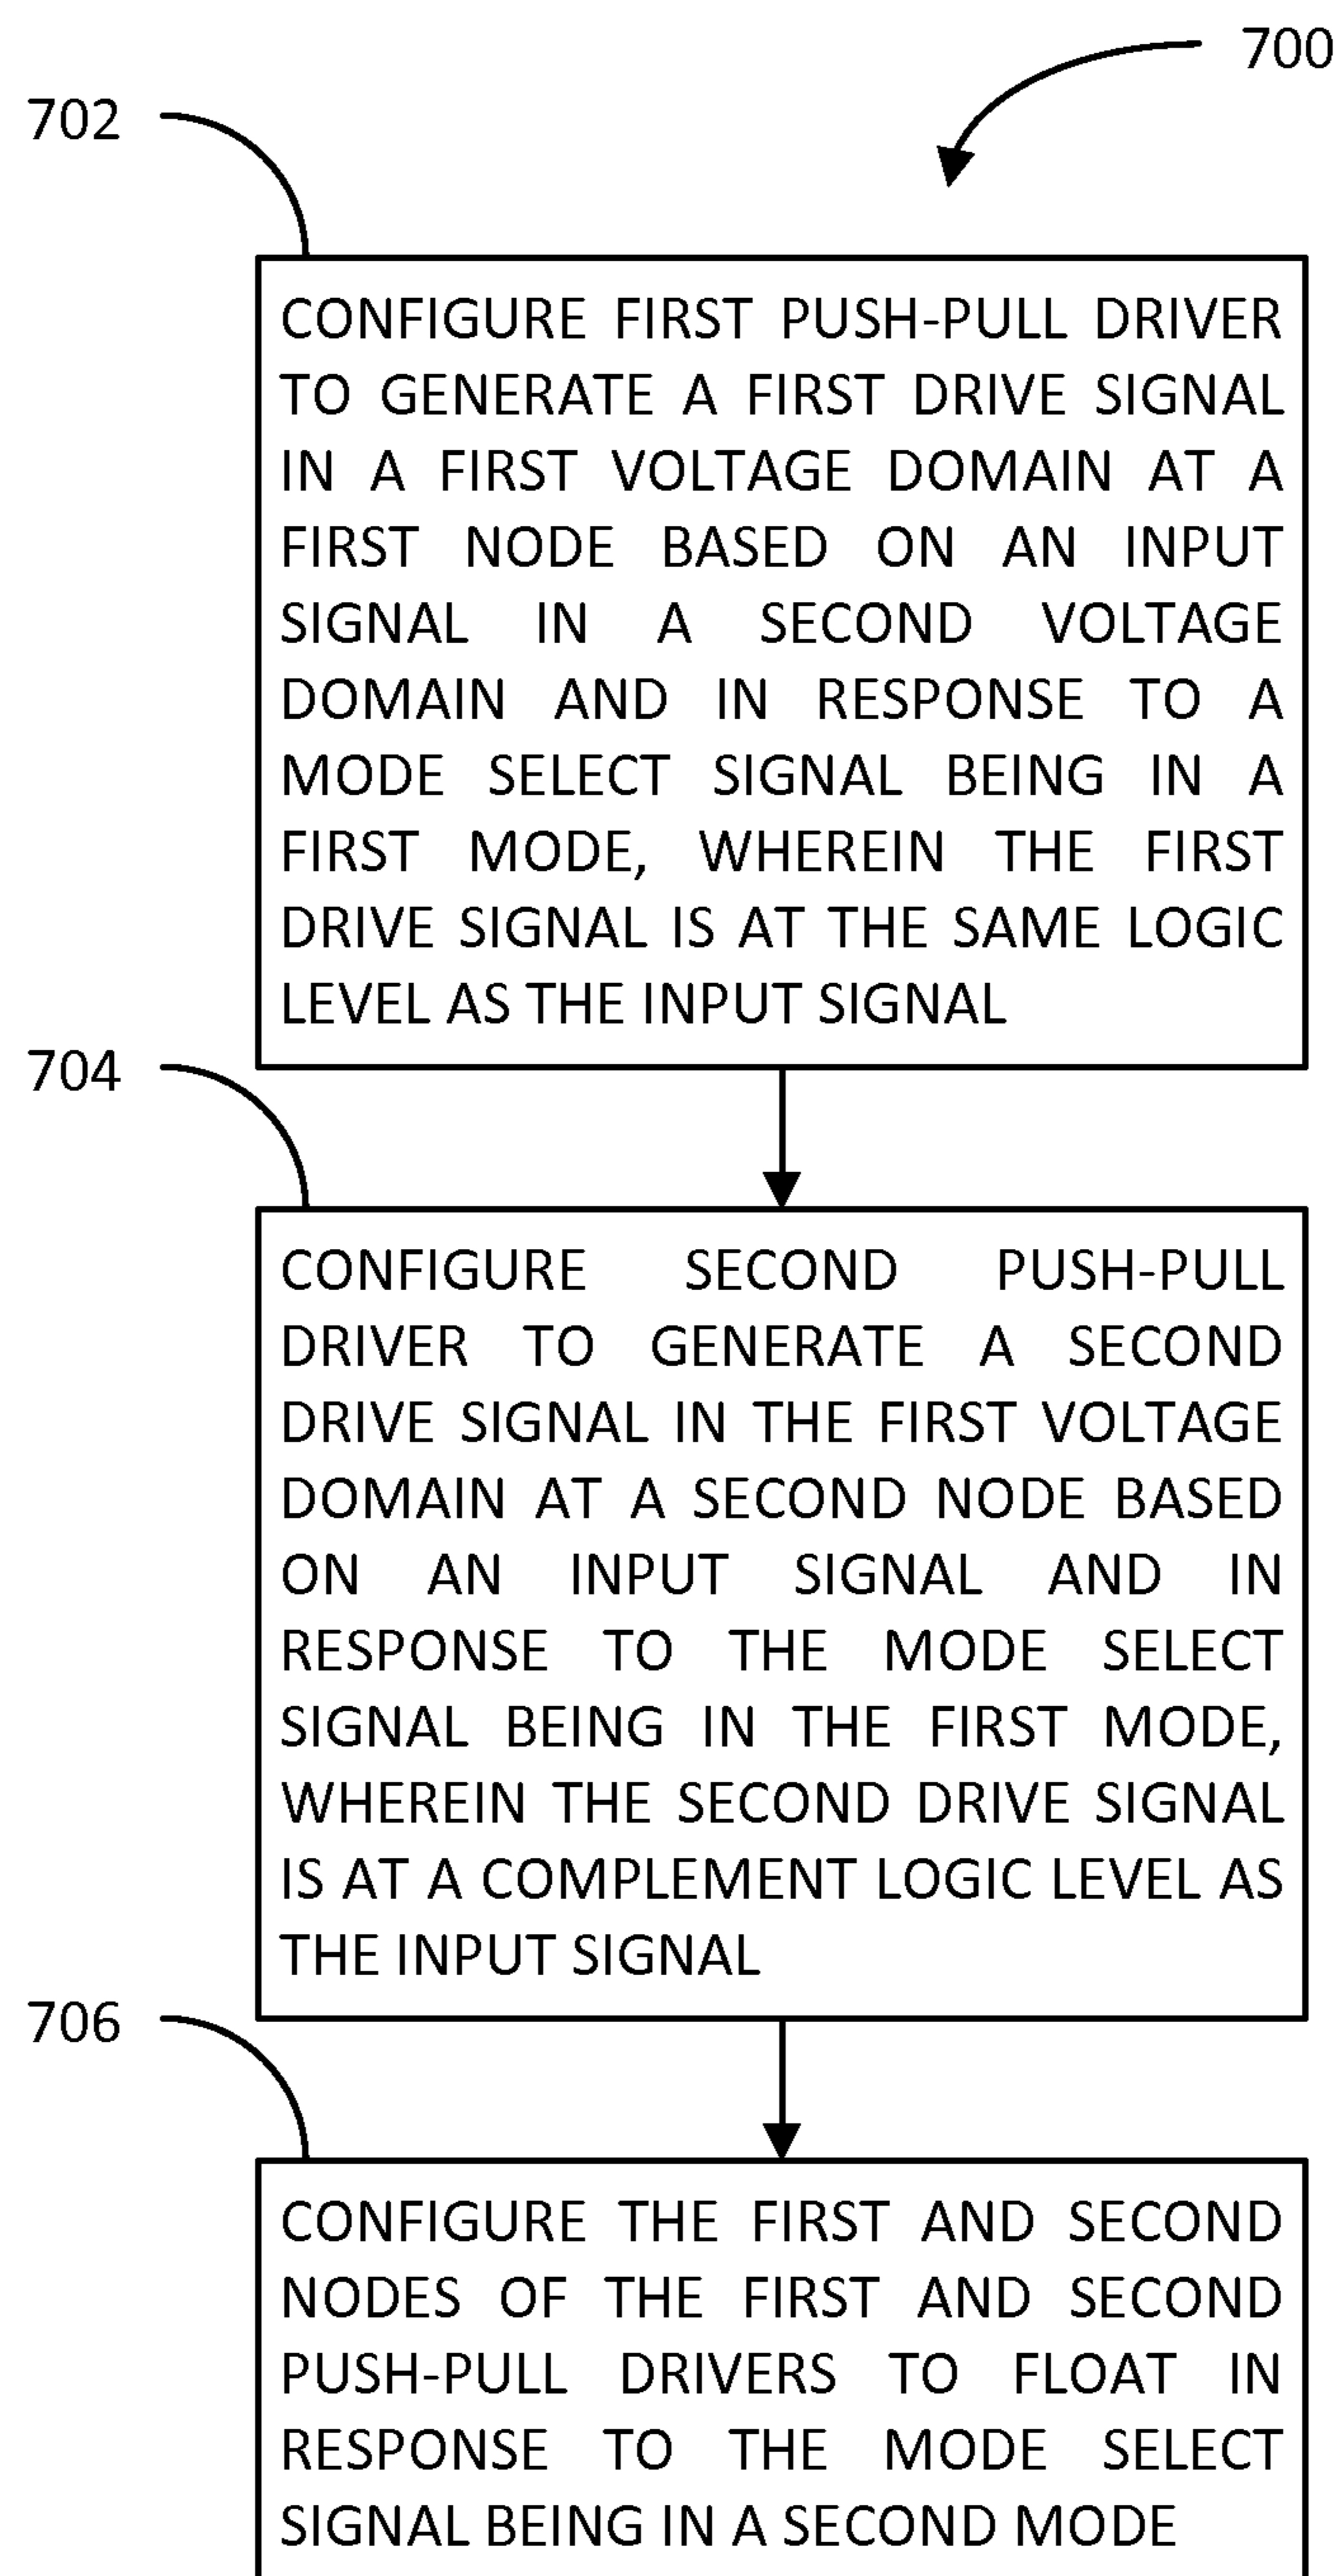 700
702
CONFIGURE FIRST PUSH-PULL DRIVER
TO GENERATE A FIRST DRIVE SIGNAL
IN A FIRST VOLTAGE DOMAIN AT A
FIRST NODE BASED ON AN INPUT
SIGNAL IN A SECOND VOLTAGE
DOMAIN AND IN RESPONSE TO A
MODE SELECT SIGNAL BEING IN A
FIRST MODE, WHEREIN THE FIRST
DRIVE SIGNAL IS AT THE SAME LOGIC
LEVEL AS THE INPUT SIGNAL
704
CONFIGURE SECOND PUSH-PULL
DRIVER TO GENERATE A SECOND
DRIVE SIGNAL IN THE FIRST VOLTAGE
DOMAIN AT A SECOND NODE BASED
ON AN INPUT SIGNAL AND IN
RESPONSE TO THE MODE SELECT
SIGNAL BEING IN THE FIRST MODE,
WHEREIN THE SECOND DRIVE SIGNAL
IS AT A COMPLEMENT LOGIC LEVEL AS
THE INPUT SIGNAL
706
CONFIGURE THE FIRST AND SECOND
NODES OF THE FIRST AND SECOND
PUSH-PULL DRIVERS TO FLOAT IN
RESPONSE TO THE MODE SELECT
SIGNAL BEING IN A SECOND MODE